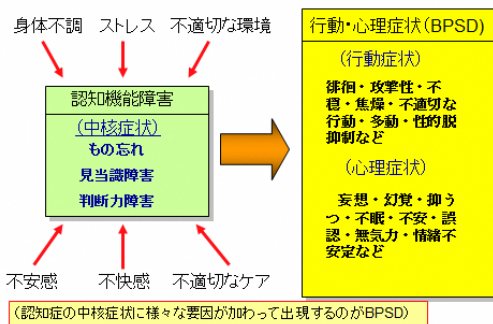 身体不調 ストレス 不適切な環境
認知機能障害
(中核症状)
もの忘れ
見当識障害
判断力障害
不安感 不快感 不適切なケア
行動・心理症状(BPSD)
(行動症状)
徘徊・攻撃性・不
穏・焦燥・不適切な
行動・多動・性的脱
抑制など
(心理症状)
妄想・幻覚・抑う
つ・不眠・不安・誤
認・無気力・情緒不
安定など
(認知症の中核症状に様々な要因が加わって出現するのがBPSD)